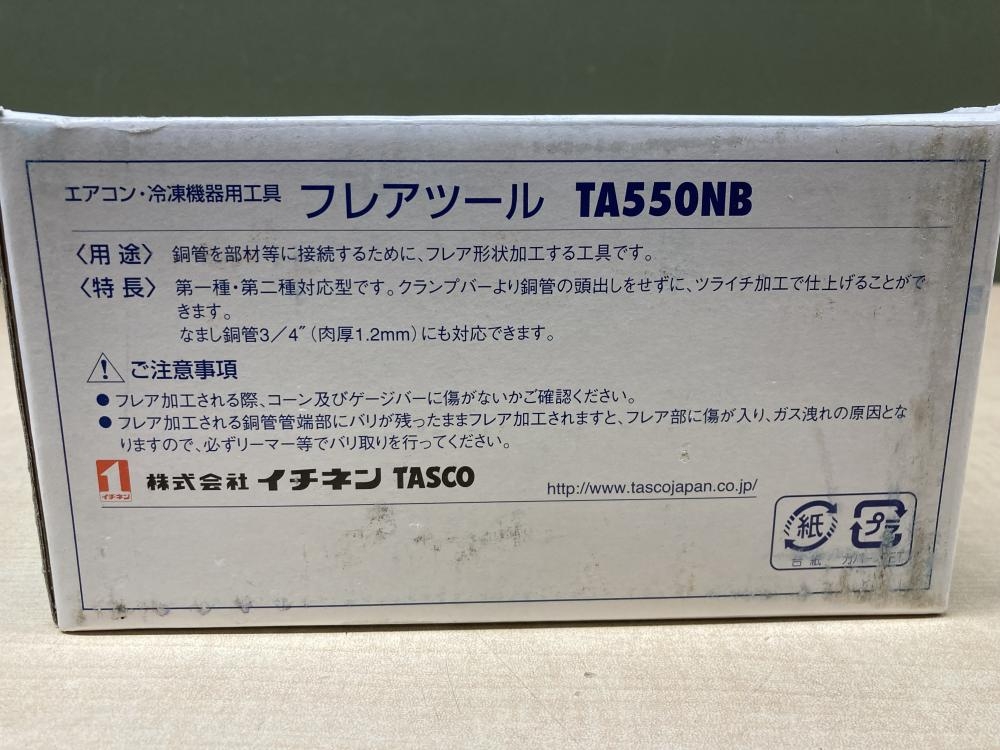 エアコン・冷凍機器用工具 フレアツール TA550NB
〈用途〉 銅管を部材等に接続するために、フレア形状加工する工具です。
〈特長〉 第一種・第二種対応型です。クランプバーより銅管の頭出しをせずに、ツライチ加工で仕上げることがで
きます。
なまし銅管3／4″（肉厚1.2mm）にも対応できます。
ご注意事項
● フレア加工される際、コーン及びゲージバーに傷がないかご確認ください。
● フレア加工される銅管管端部にバリが残ったままフレア加工されますと、フレア部に傷が入り、ガス洩れの原因とな
りますので、必ずリーマー等でバリ取りを行ってください。
1 イチネン 株式会社イチネン TASCO
http://www.tascojapan.co.jp/
紙 プラ
台紙 カバー